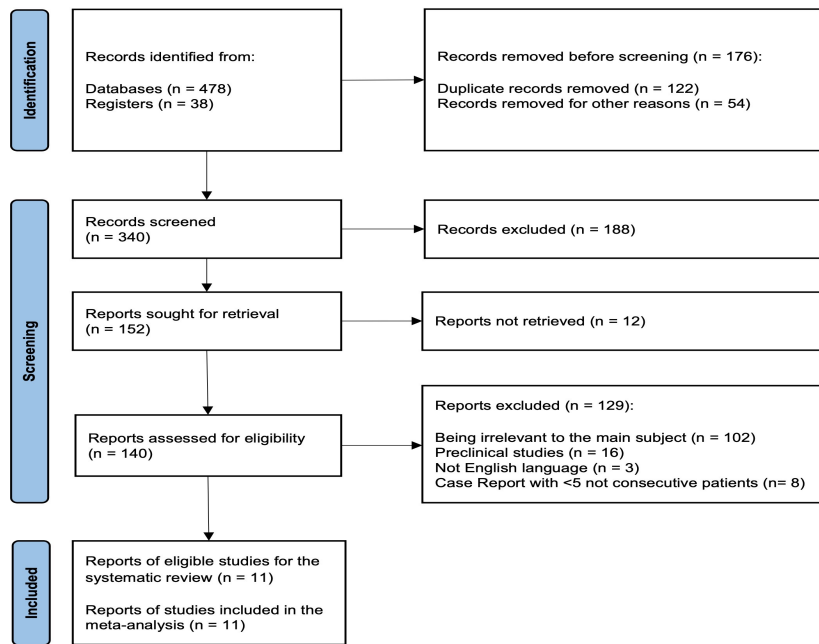 Identification
Records identified from:
Databases (n = 478)
Registers (n = 38)
Records removed before screening (n = 176):
Duplicate records removed (n = 122)
Records removed for other reasons (n = 54)
Screening
Records screened
(n = 340)
Records excluded (n = 188)
Reports sought for retrieval
(n = 152)
Reports not retrieved (n = 12)
Reports assessed for eligibility
(n = 140)
Reports excluded (n = 129):
Being irrelevant to the main subject (n = 102)
Preclinical studies (n = 16)
Not English language (n = 3)
Case Report with <5 not consecutive patients (n= 8)
Included
Reports of eligible studies for the
systematic review (n = 11)
Reports of studies included in the
meta-analysis (n = 11)